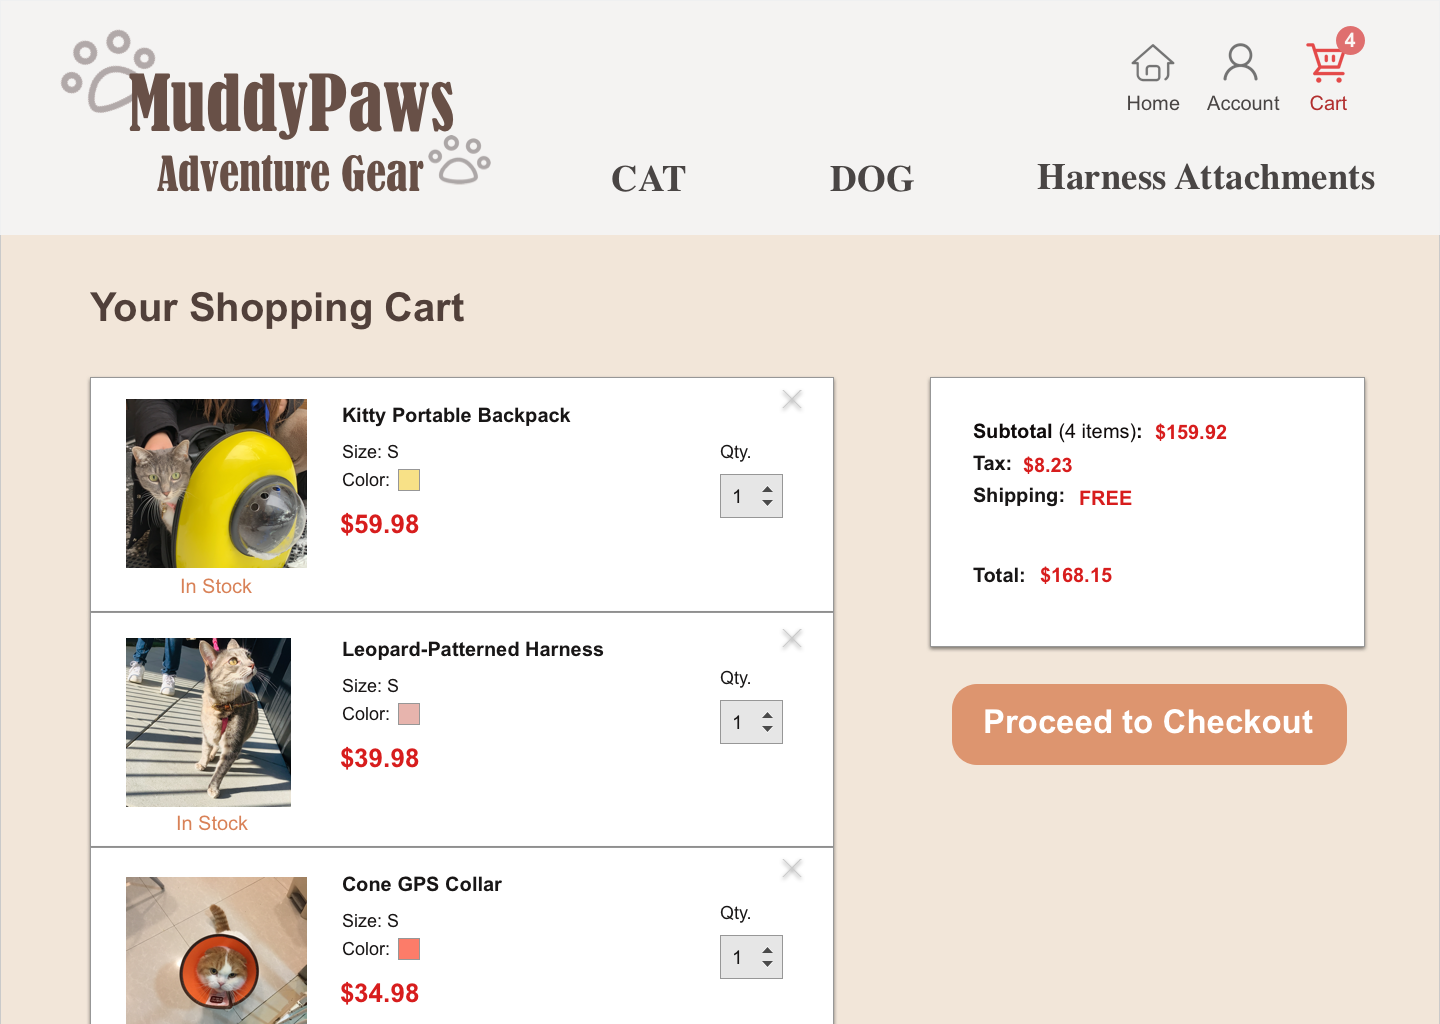 MuddyPaws
Adventure Gear
Home
Account
4
Cart
CAT
DOG
Harness Attachments
Your Shopping Cart
Kitty Portable Backpack
Size: S
Color:
$59.98
In Stock
Qty.
1
Leopard-Patterned Harness
Size: S
Color:
$39.98
In Stock
Qty.
1
Cone GPS Collar
Size: S
Color:
$34.98
Qty.
1
Subtotal (4 items): $159.92
Tax: $8.23
Shipping: FREE
Total: $168.15
Proceed to Checkout